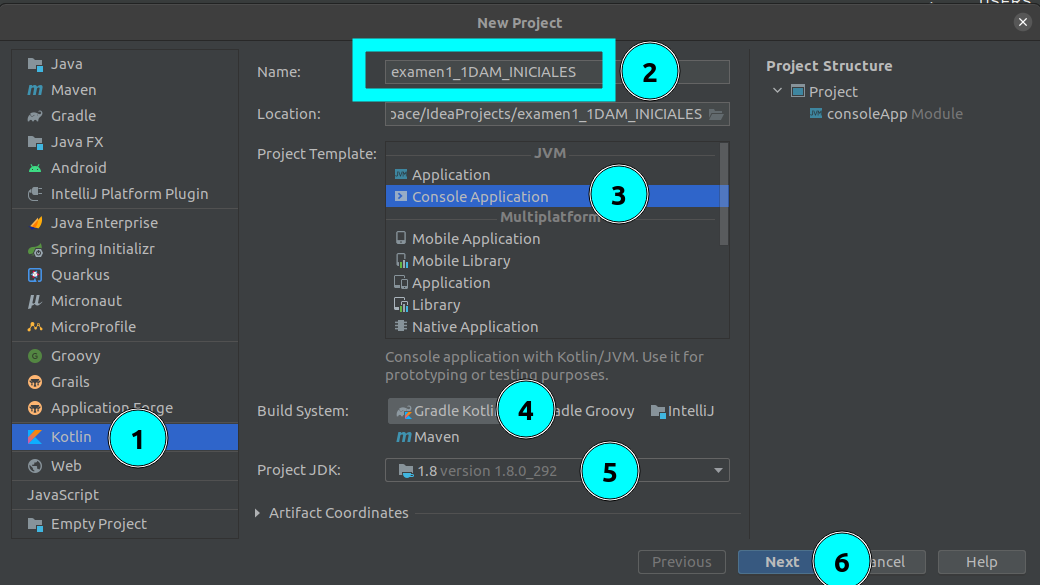 New Project
Java
Maven
Gradle
Java FX
Android
IntelliJ Platform Plugin
Java Enterprise
Spring Initializr
Quarkus
Micronaut
MicroProfile
Groovy
Grails
Application Forge
Kotlin 1
Web
JavaScript
Empty Project
Name: examen1_1DAM_INICIALES 2
Location: pace/IdeaProjects/examen1_1DAM_INICIALES
Project Template:
JVM
Application
Console Application 3
Multiplatform
Mobile Application
Mobile Library
Application
Library
Native Application
Console application with Kotlin/JVM. Use it for
prototyping or testing purposes.
Build System: Gradle Kotli 4 adle Groovy IntelliJ
Maven
Project JDK: 1.8 version 1.8.0_292 5
Artifact Coordinates
Project Structure
Project
consoleApp Module
Previous Next 6 ancel Help